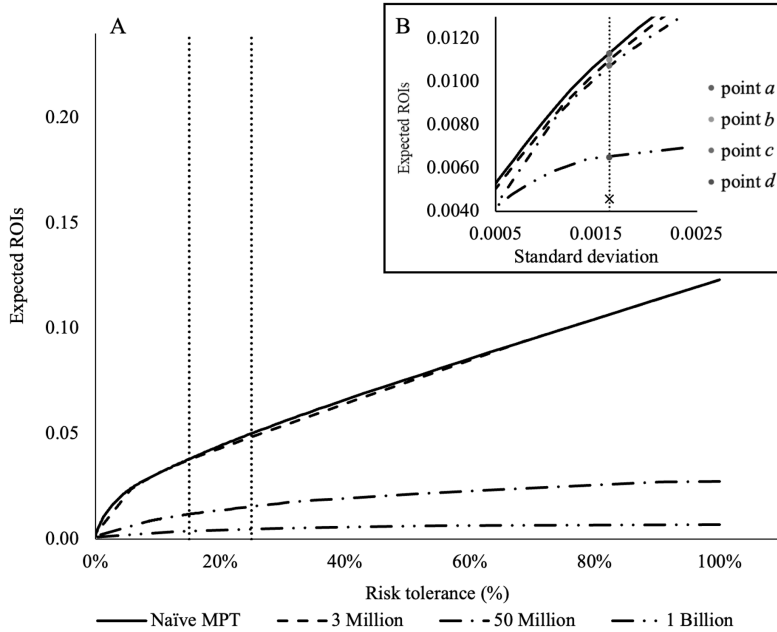 A
Expected ROIs
0.20
0.15
0.10
0.05
0.00
0%
20%
40%
60%
80%
100%
Risk tolerance (%)
B
Expected ROIs
0.0120
0.0100
0.0080
0.0060
0.0040
0.0005
0.0015
0.0025
Standard deviation
point a
point b
point c
point d
Naïve MPT
3 Million
50 Million
1 Billion